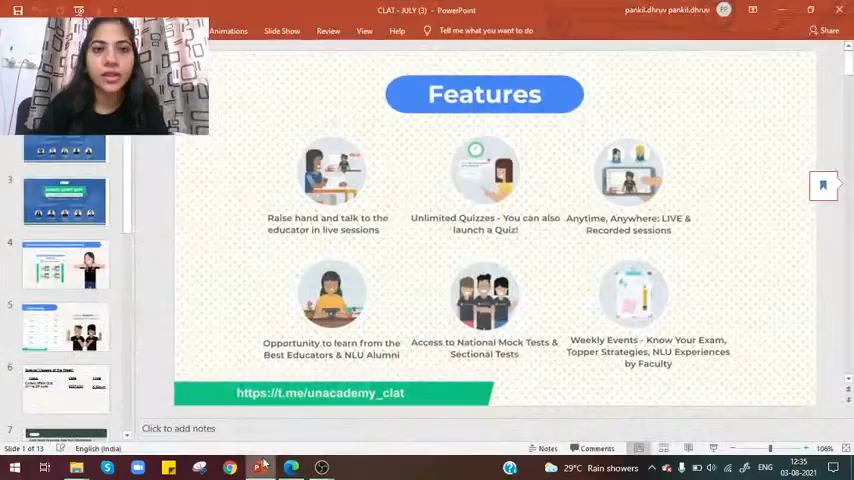 CLAT - JULY (3) - PowerPoint
pankil.dhruv pankil.dhruv
Animations
Slide Show
Review
View
Help
Tell me what you want to do
Share
Features
Raise hand and talk to the
educator in live sessions
Unlimited Quizzes - You can also
launch a Quiz!
Anytime, Anywhere: LIVE &
Recorded sessions
Opportunity to learn from the
Best Educators & NLU Alumni
Access to National Mock Tests &
Sectional Tests
Weekly Events - Know Your Exam,
Topper Strategies, NLU Experiences
by Faculty
https://t.me/unacademy_clat
3
4
5
6
7
Click to add notes
Slide 1 of 13
English (India)
Notes
Comments
106%
29°C Rain showers
ENG
12:35
03-08-2021